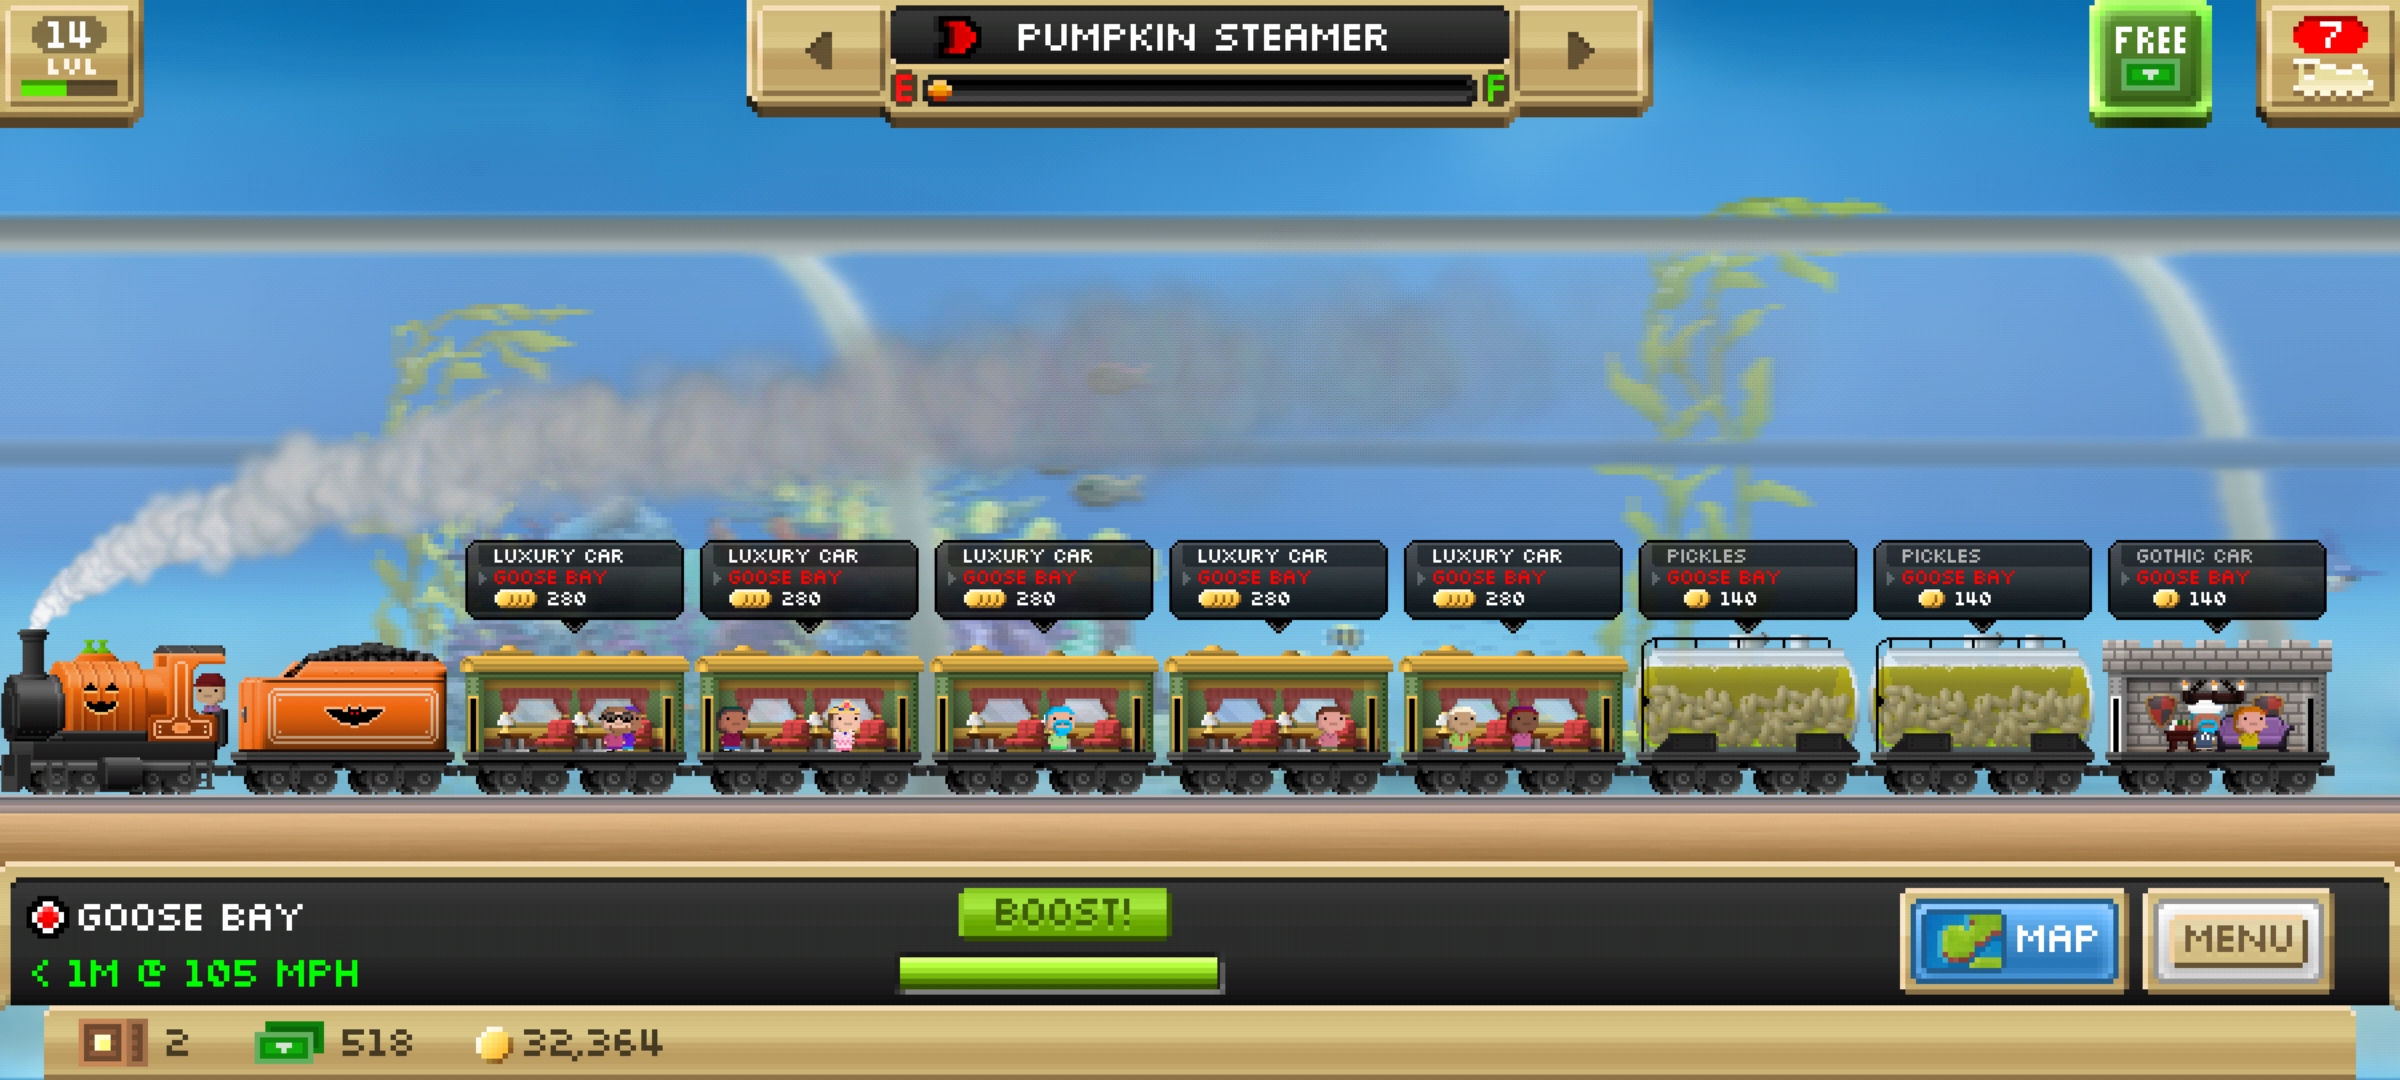 14
LVL
PUMPKIN STEAMER
E F
FREE
7
LUXURY CAR
GOOSE BAY
280
LUXURY CAR
GOOSE BAY
280
LUXURY CAR
GOOSE BAY
280
LUXURY CAR
GOOSE BAY
280
LUXURY CAR
GOOSE BAY
280
PICKLES
GOOSE BAY
140
PICKLES
GOOSE BAY
140
GOTHIC CAR
GOOSE BAY
140
GOOSE BAY
< 1M @ 105 MPH
BOOST!
MAP
MENU
2
518
32,364